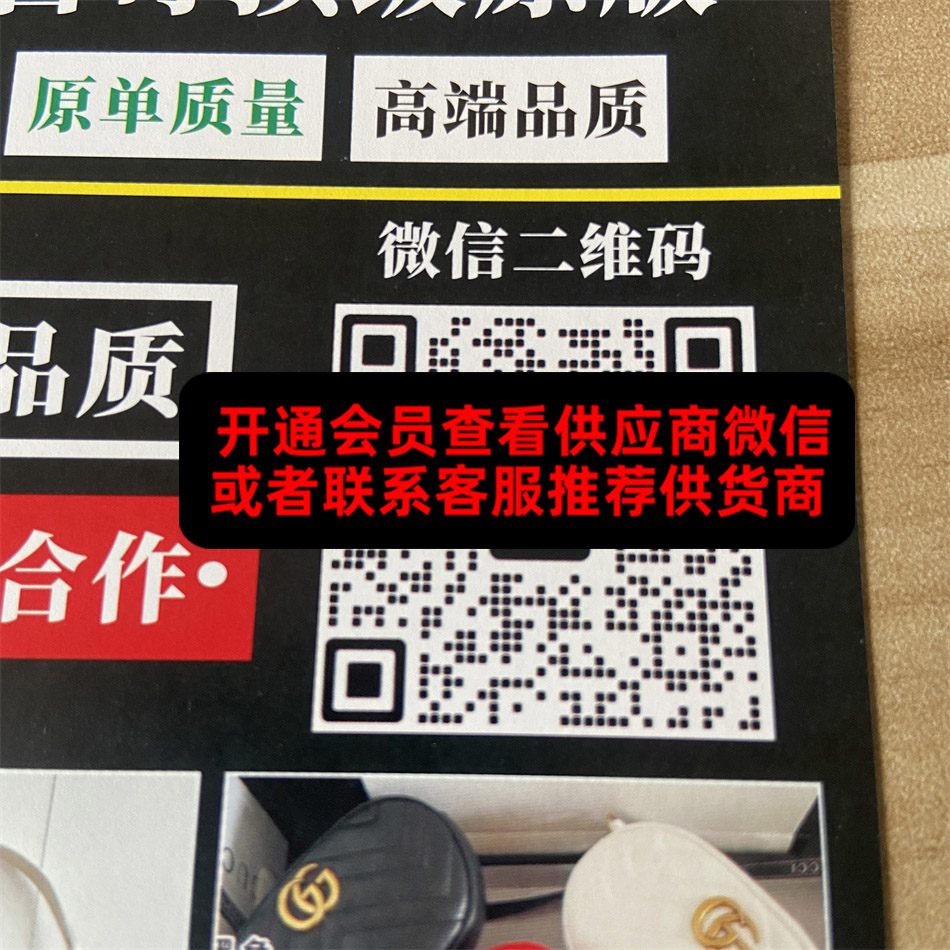 原单质量 高端品质
微信二维码
品质
开通会员查看供应商微信
或者联系客服推荐供货商
合作·